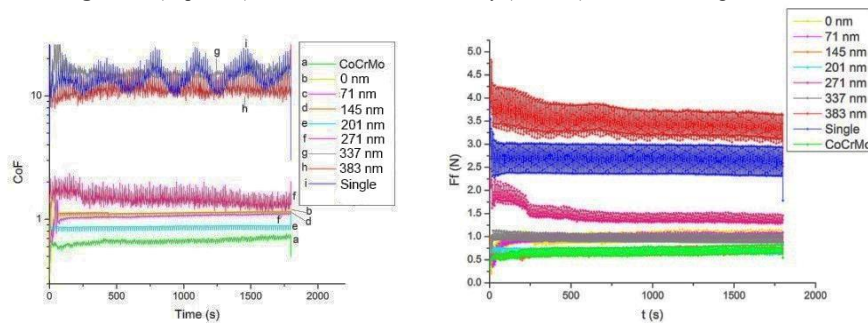 i
g
h
10
1
CoF
f
b
f
d
e
a
0 500 1000 1500 2000
Time (s)
a CoCrMo
b 0 nm
c 71 nm
d 145 nm
e 201 nm
f 271 nm
g 337 nm
h 383 nm
i Single
5.0
4.5
4.0
3.5
3.0
2.5
2.0
1.5
1.0
0.5
0.0
Ff (N)
0 500 1000 1500 2000
t (s)
0 nm
71 nm
145 nm
201 nm
271 nm
337 nm
383 nm
Single
CoCrMo